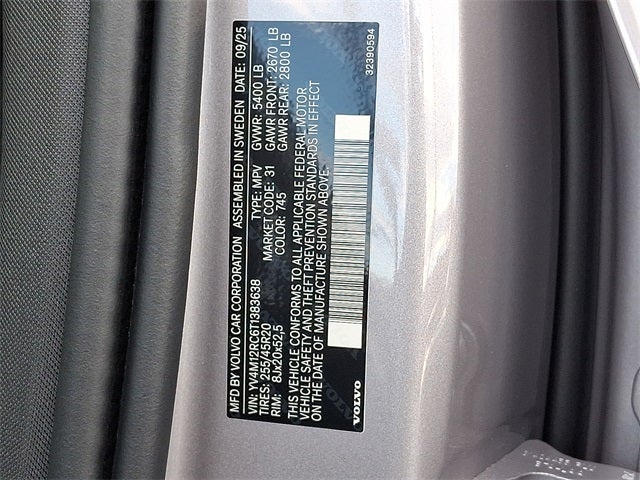 MFD BY VOLVO CAR CORPORATION ASSEMBLED IN SWEDEN DATE: 09/25
VIN: YV4M12RC6T1383638 TYPE: MPV GVWR: 5400 LB
TIRES: 255/45R20 MARKET CODE: 31 GAWR FRONT: 2670 LB
RIM: 8Jx20x52,5 COLOR: 745 GAWR REAR: 2800 LB
THIS VEHICLE CONFORMS TO ALL APPLICABLE FEDERAL MOTOR
VEHICLE SAFETY AND THEFT PREVENTION STANDARDS IN EFFECT
ON THE DATE OF MANUFACTURE SHOWN ABOVE.
VOLVO 32390594